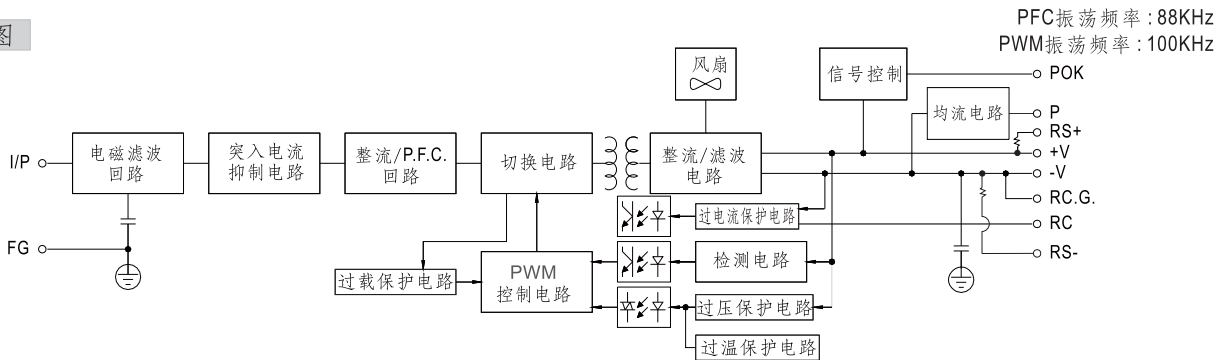 图
PFC振荡频率 : 88KHz
PWM振荡频率 : 100KHz
风扇
信号控制
POK
均流电路
P
RS+
I/P
电磁滤波
回路
突入电流
抑制电路
整流/P.F.C.
回路
切换电路
整流/滤波
电路
+V
-V
RC.G.
过电流保护电路
RC
FG
RS-
过载保护电路
PWM
控制电路
检测电路
过压保护电路
过温保护电路